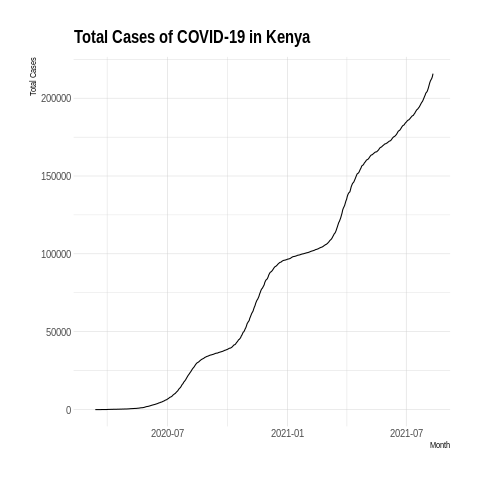 Total Cases of COVID-19 in Kenya
Total Cases
200000
150000
100000
50000
0
2020-07 2021-01 2021-07
Month